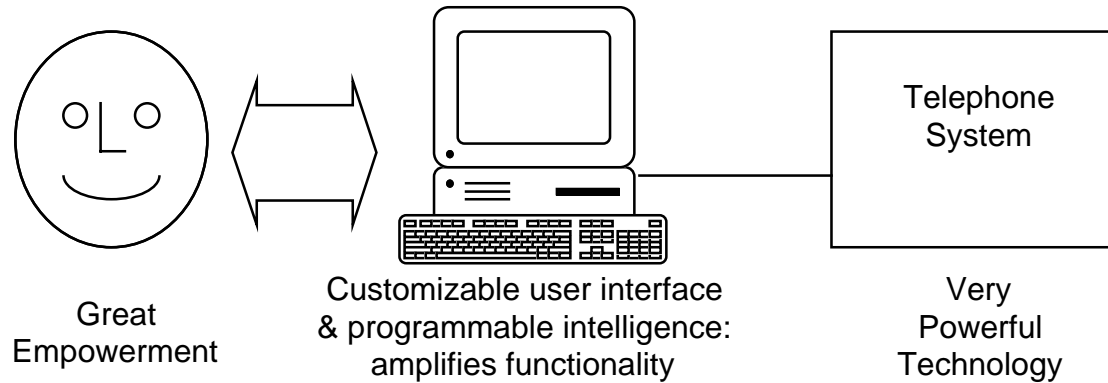 Telephone
System
Great
Empowerment
Customizable user interface
& programmable intelligence:
amplifies functionality
Very
Powerful
Technology